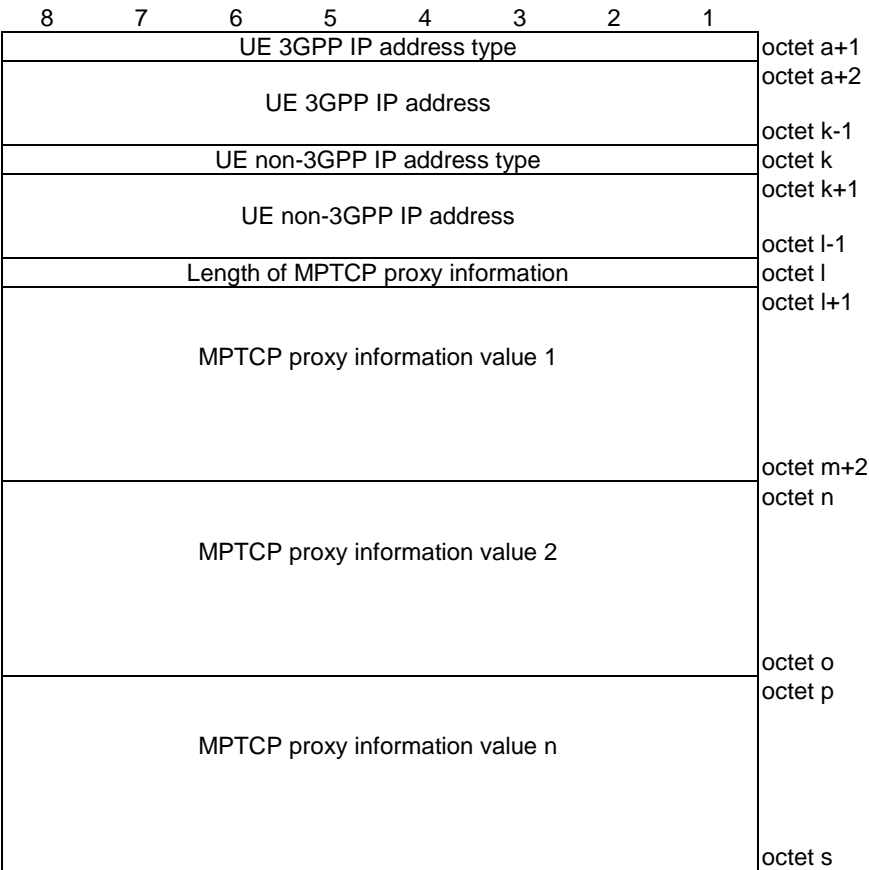 8 7 6 5 4 3 2 1
UE 3GPP IP address type octet a+1
octet a+2
UE 3GPP IP address
octet k-1
UE non-3GPP IP address type octet k
octet k+1
UE non-3GPP IP address
octet l-1
Length of MPTCP proxy information octet l
octet l+1
MPTCP proxy information value 1
octet m+2
octet n
MPTCP proxy information value 2
octet o
octet p
MPTCP proxy information value n
octet s